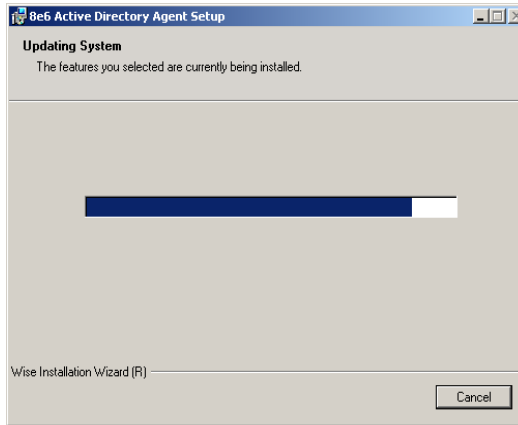 8e6 Active Directory Agent Setup
Updating System
The features you selected are currently being installed.
Wise Installation Wizard (R)
Cancel